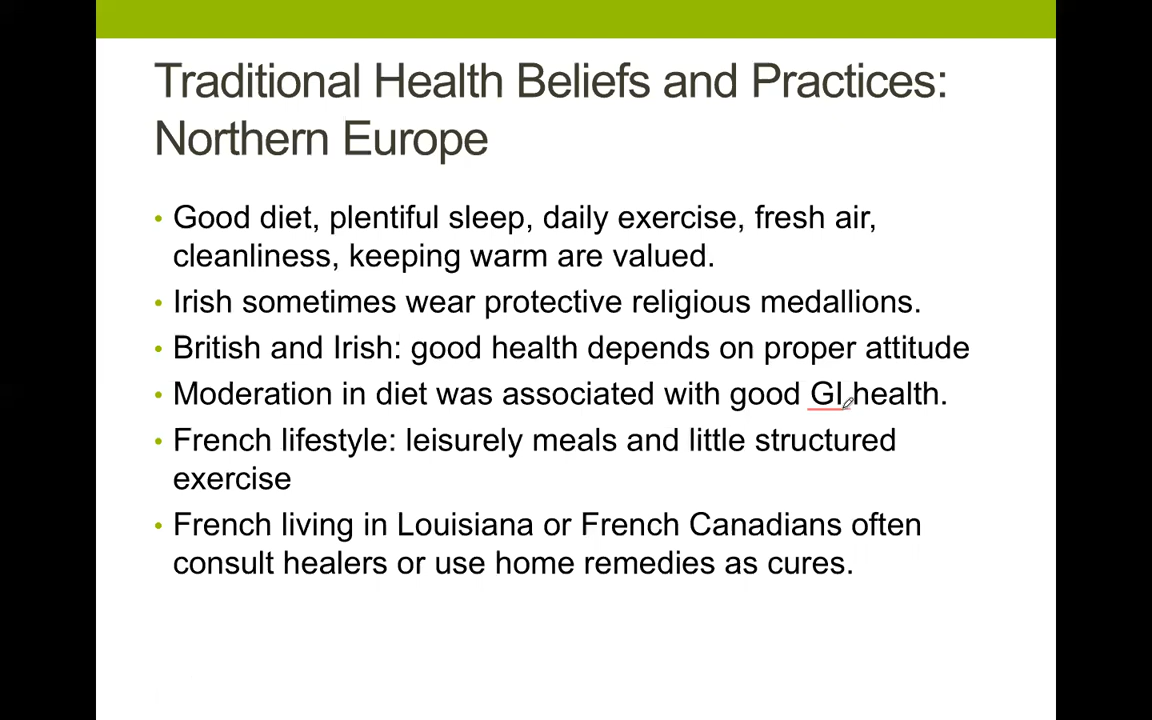 Traditional Health Beliefs and Practices:
Northern Europe
• Good diet, plentiful sleep, daily exercise, fresh air,
cleanliness, keeping warm are valued.
• Irish sometimes wear protective religious medallions.
• British and Irish: good health depends on proper attitude
• Moderation in diet was associated with good GI health.
• French lifestyle: leisurely meals and little structured
exercise
• French living in Louisiana or French Canadians often
consult healers or use home remedies as cures.